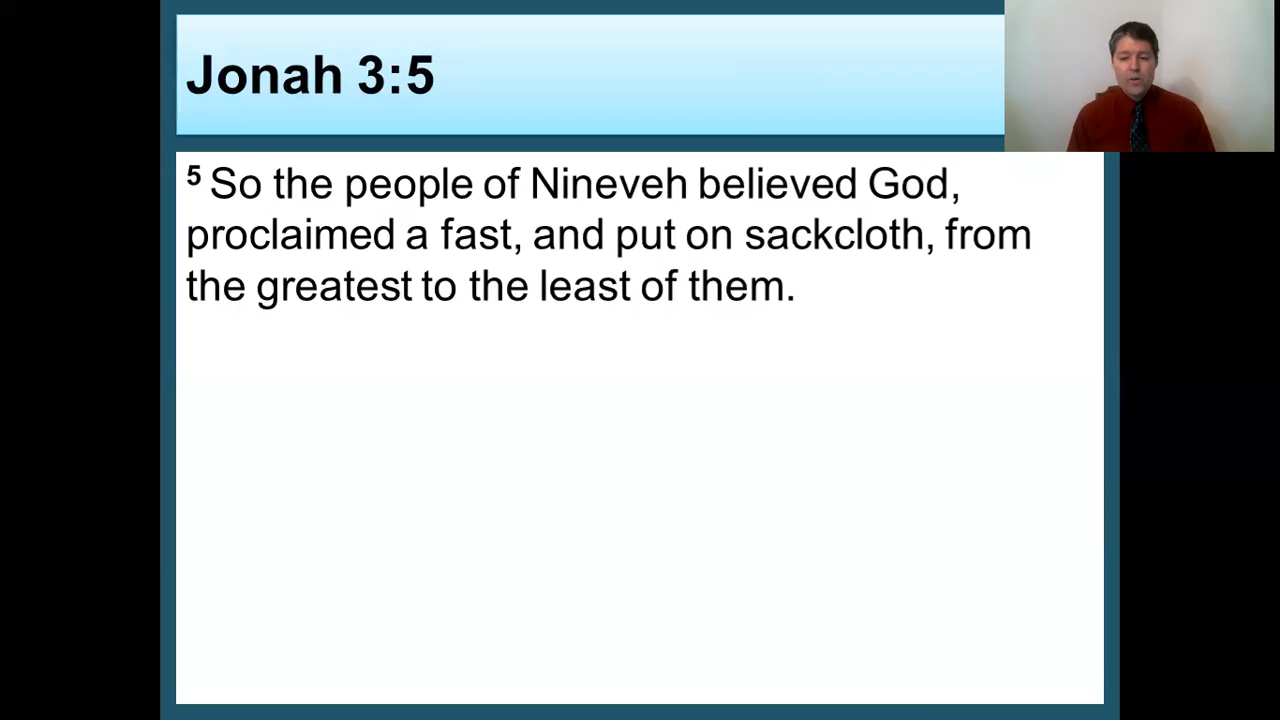 Jonah 3:5
5 So the people of Nineveh believed God,
proclaimed a fast, and put on sackcloth, from
the greatest to the least of them.